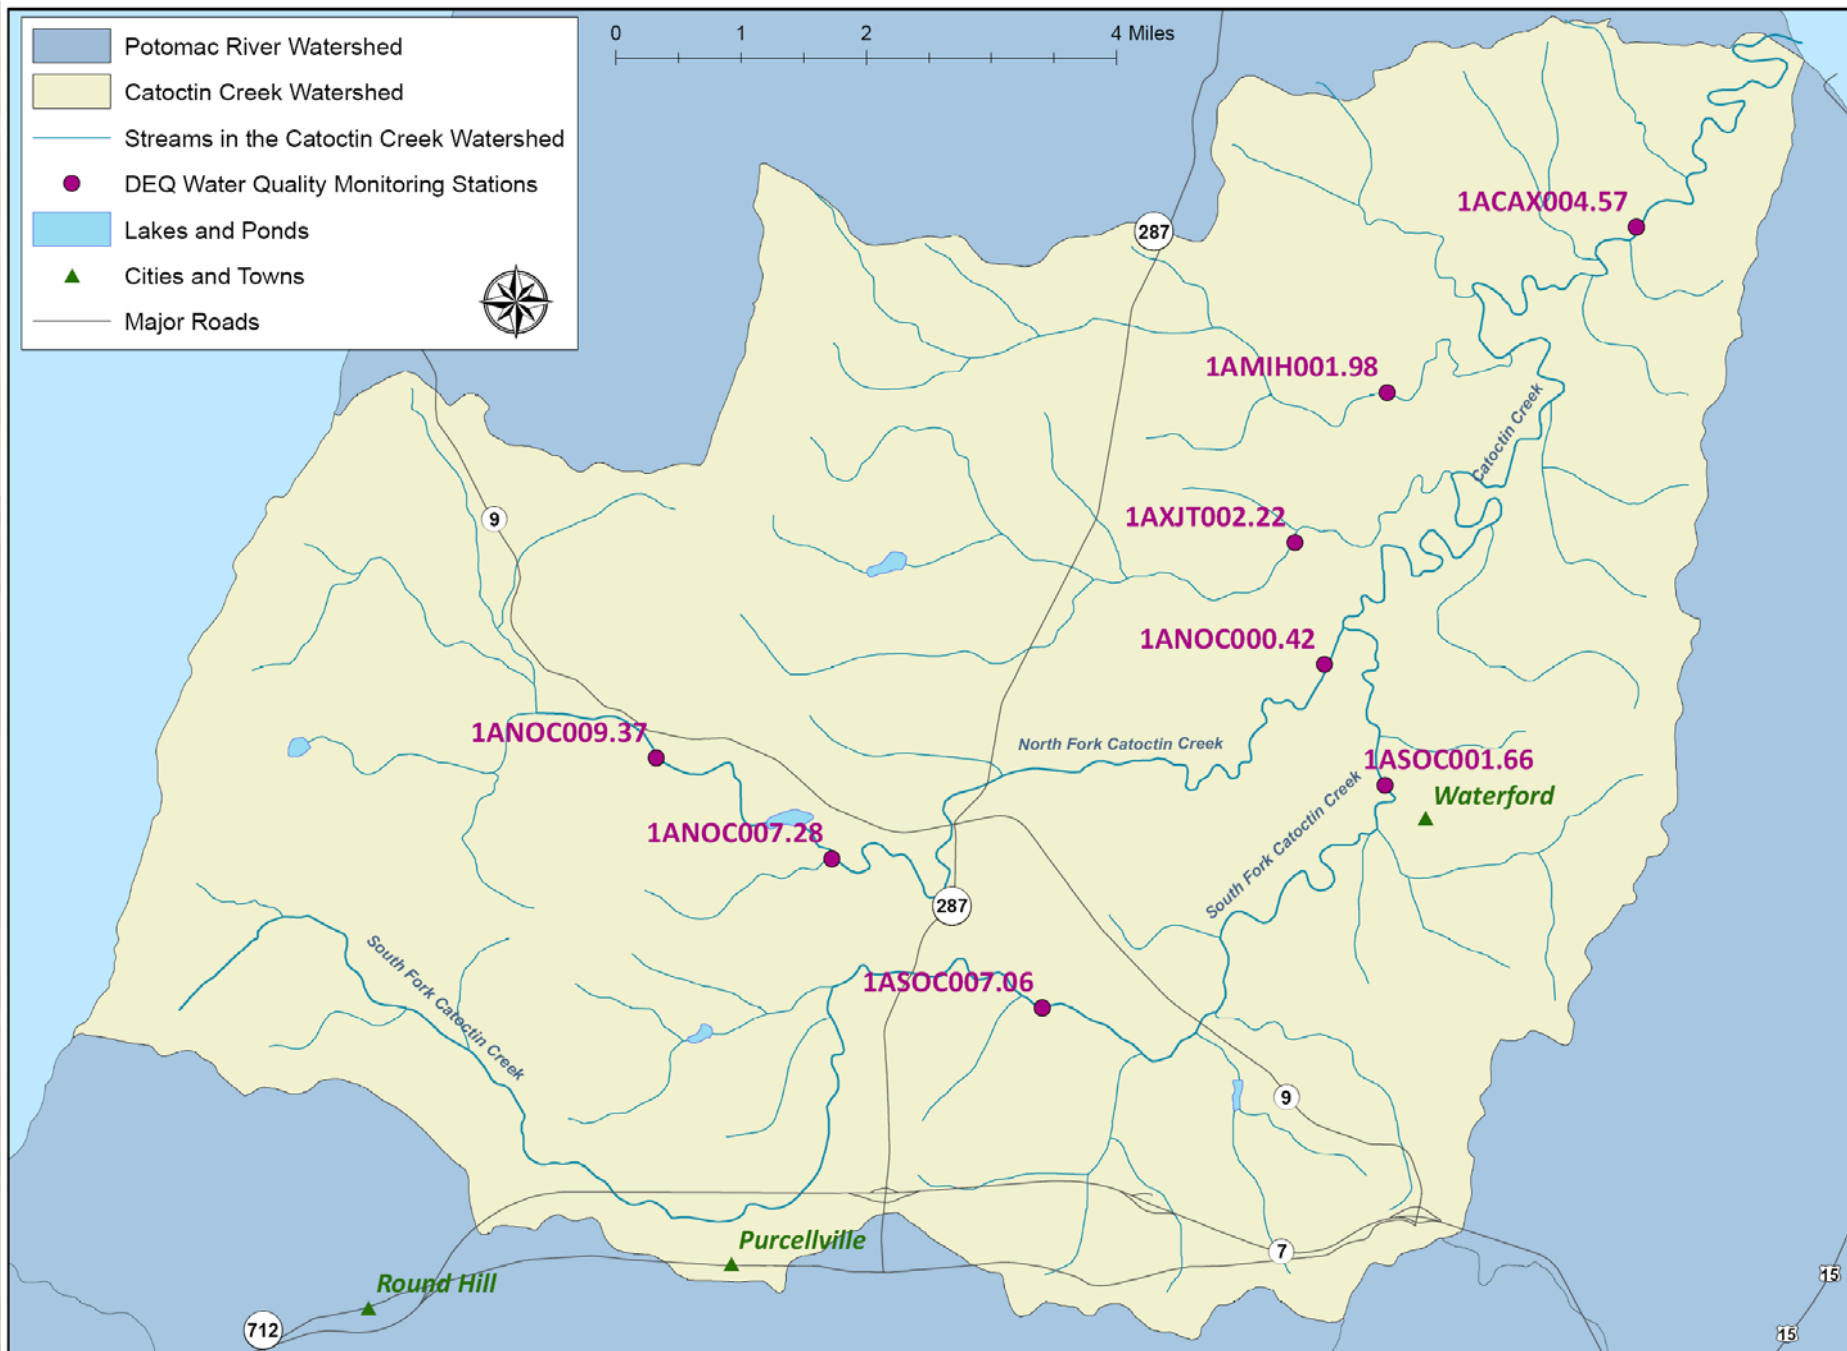 Potomac River Watershed
Catoctin Creek Watershed
Streams in the Catoctin Creek Watershed
DEQ Water Quality Monitoring Stations
Lakes and Ponds
Cities and Towns
Major Roads
0 1 2 4 Miles
1ACAX004.57
287
1AMIH001.98
Catoctin Creek
9
1AXJT002.22
1ANOC000.42
1ANOC009.37
North Fork Catoctin Creek
1ASOC001.66
Waterford
1ANOC007.28
South Fork Catoctin Creek
287
South Fork Catoctin Creek
1ASOC007.06
9
Purcellville
7
Round Hill
15
712
15